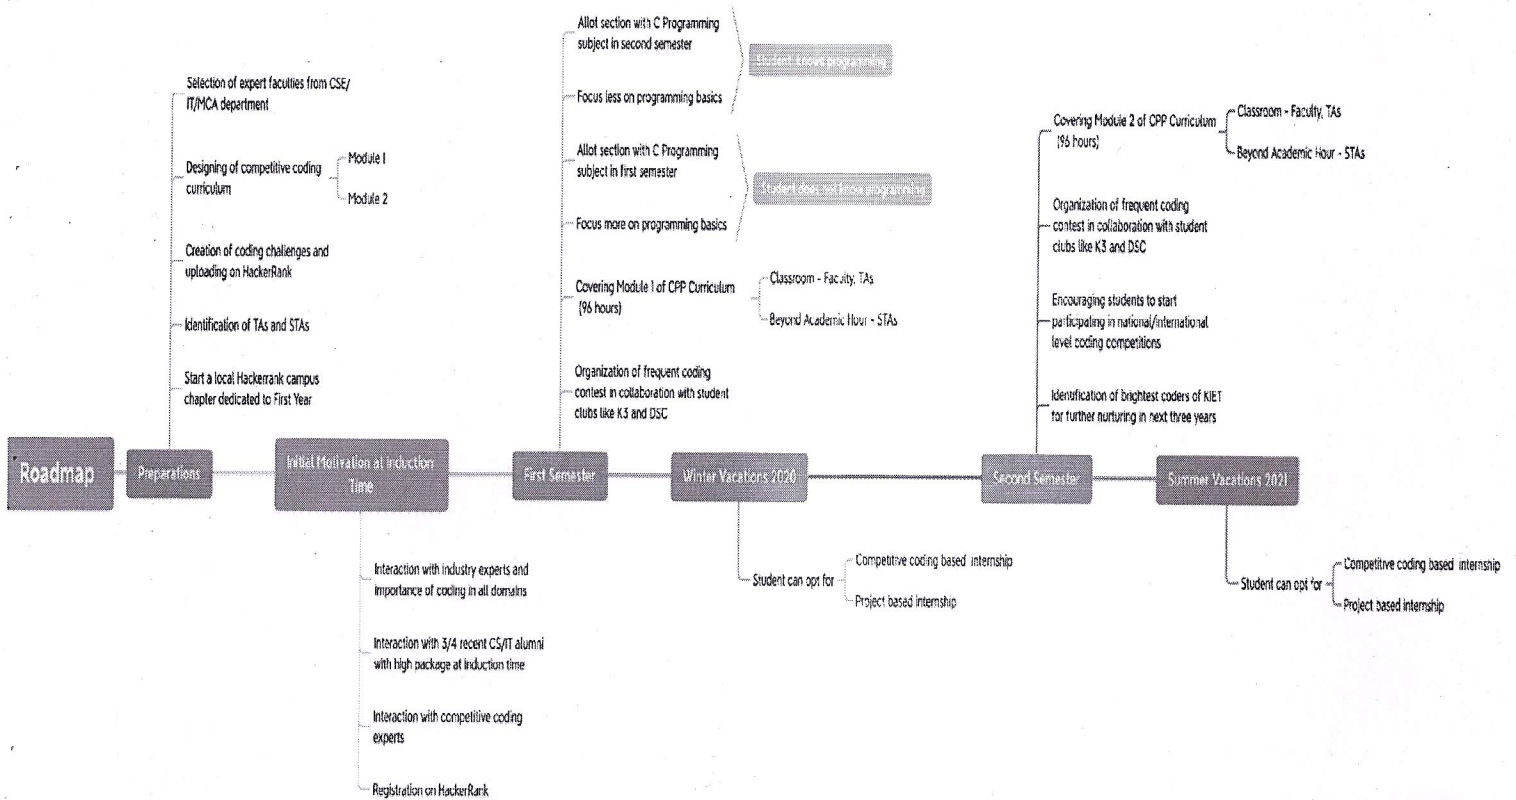 Roadmap
Preparations
Selection of expert faculties from CSE/
IT/MCA department
Designing of competitive coding
curriculum
Module 1
Module 2
Creation of coding challenges and
uploading on HackerRank
Identification of TAs and STAs
Start a local Hackerrank campus
chapter dedicated to First Year
Initial Motivation at Induction
Time
Interaction with industry experts and
importance of coding in all domains
Interaction with 3/4 recent CS/IT alumni
with high package at induction time
Interaction with competitive coding
experts
Registration on HackerRank
First Semester
Allot section with C Programming
subject in second semester
Focus less on programming basics
Student knows programming
Allot section with C Programming
subject in first semester
Focus more on programming basics
Student does not know programming
Covering Module 1 of CPP Curriculum
(96 hours)
Classroom - Faculty, TAs
Beyond Academic Hour - STAs
Organization of frequent coding
contest in collaboration with student
clubs like K3 and DSC
Winter Vacations 2020
Student can opt for
Competitive coding based internship
Project based internship
Second Semester
Covering Module 2 of CPP Curriculum
(96 hours)
Classroom - Faculty, TAs
Beyond Academic Hour - STAs
Organization of frequent coding
contest in collaboration with student
clubs like K3 and DSC
Encouraging students to start
participating in national/international
level coding competitions
Identification of brightest coders of KIET
for further nurturing in next three years
Summer Vacations 2021
Student can opt for
Competitive coding based internship
Project based internship